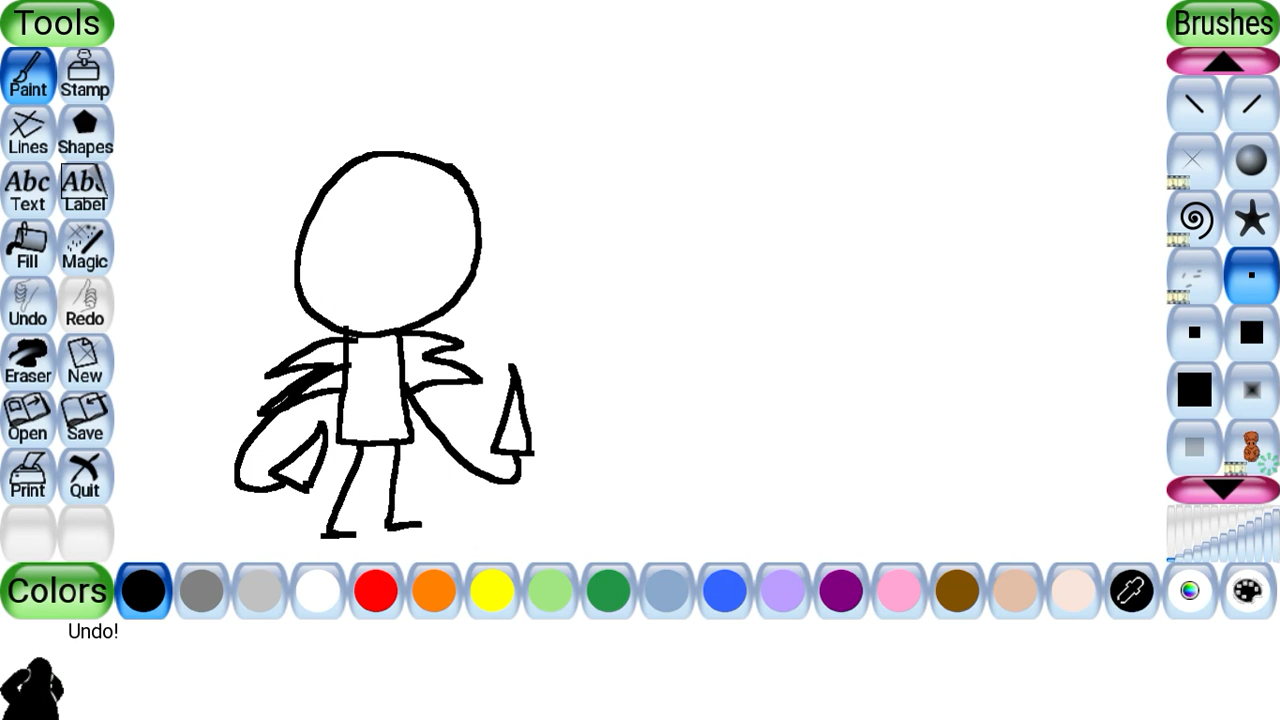 Tools
Brushes
Paint
Stamp
Lines
Shapes
Abc
Text
Abc
Label
Fill
Magic
Undo
Redo
Eraser
New
Open
Save
Print
Quit
Colors
Undo!